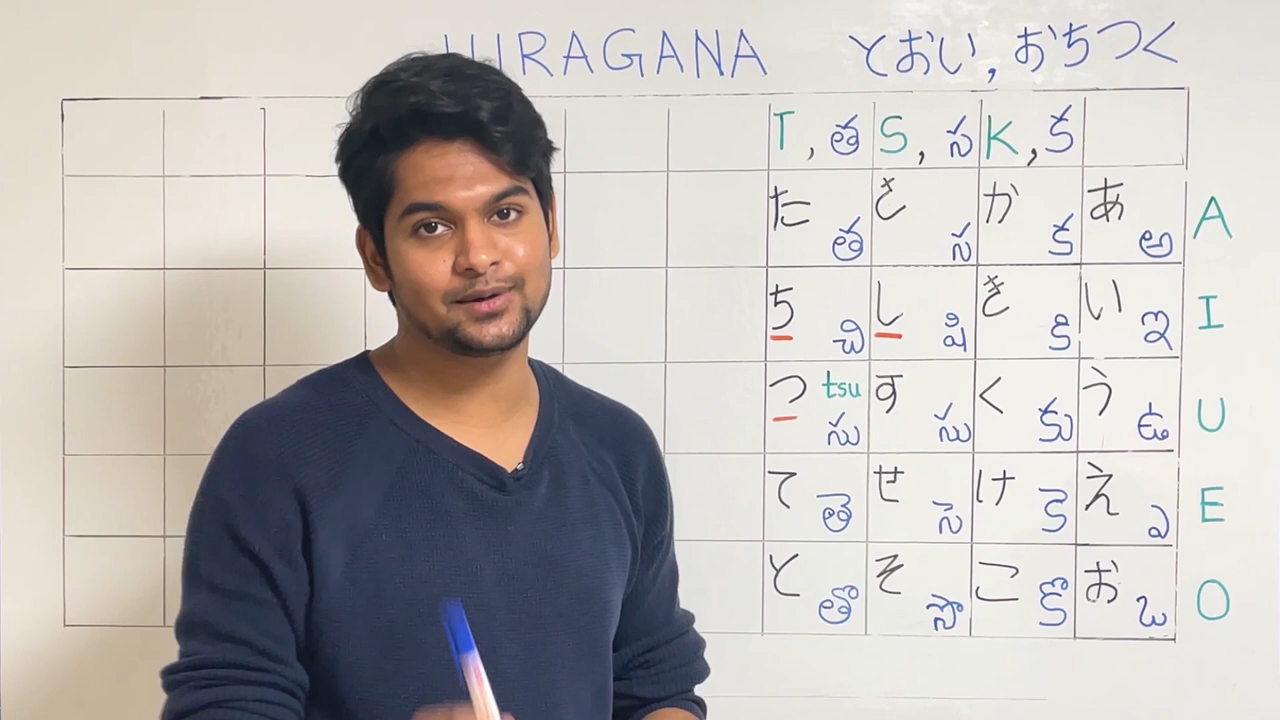 HIRAGANA とおい, おちつく
T, త S, స K, క
た త さ స か క あ అ A
ち చి し షి き కి い ఇ I
つ tsu సు す సు く కు う ఉ U
て తె せ సె け కె え ఎ E
と తొ そ సొ こ కొ お ఒ O